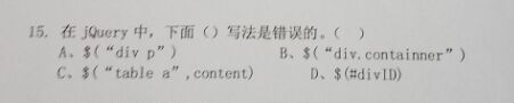 15. 在 jQuery 中，下面（）写法是错误的。（ ）
A、$(“div p”) B、$(“div.containner”)
C、$(“table a”,content) D、$(#divID)